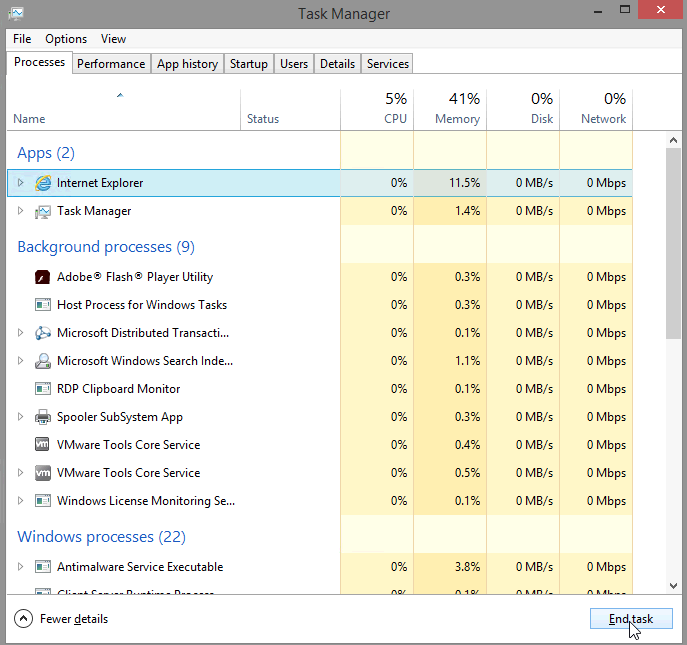 Task Manager
File Options View
Processes Performance App history Startup Users Details Services
5% 41% 0% 0%
Name Status CPU Memory Disk Network
Apps (2)
Internet Explorer 0% 11.5% 0 MB/s 0 Mbps
Task Manager 0% 1.4% 0 MB/s 0 Mbps
Background processes (9)
Adobe® Flash® Player Utility 0% 0.3% 0 MB/s 0 Mbps
Host Process for Windows Tasks 0% 0.3% 0 MB/s 0 Mbps
Microsoft Distributed Transacti... 0% 0.1% 0 MB/s 0 Mbps
Microsoft Windows Search Inde... 0% 1.1% 0 MB/s 0 Mbps
RDP Clipboard Monitor 0% 0.1% 0 MB/s 0 Mbps
Spooler SubSystem App 0% 0.3% 0 MB/s 0 Mbps
vm VMware Tools Core Service 0% 0.4% 0 MB/s 0 Mbps
vm VMware Tools Core Service 0% 0.5% 0 MB/s 0 Mbps
Windows License Monitoring Se... 0% 0.1% 0 MB/s 0 Mbps
Windows processes (22)
Antimalware Service Executable 0% 3.8% 0 MB/s 0 Mbps
Client Server Runtime Process 0% 0.1% 0 MB/s 0 Mbps
Fewer details End task